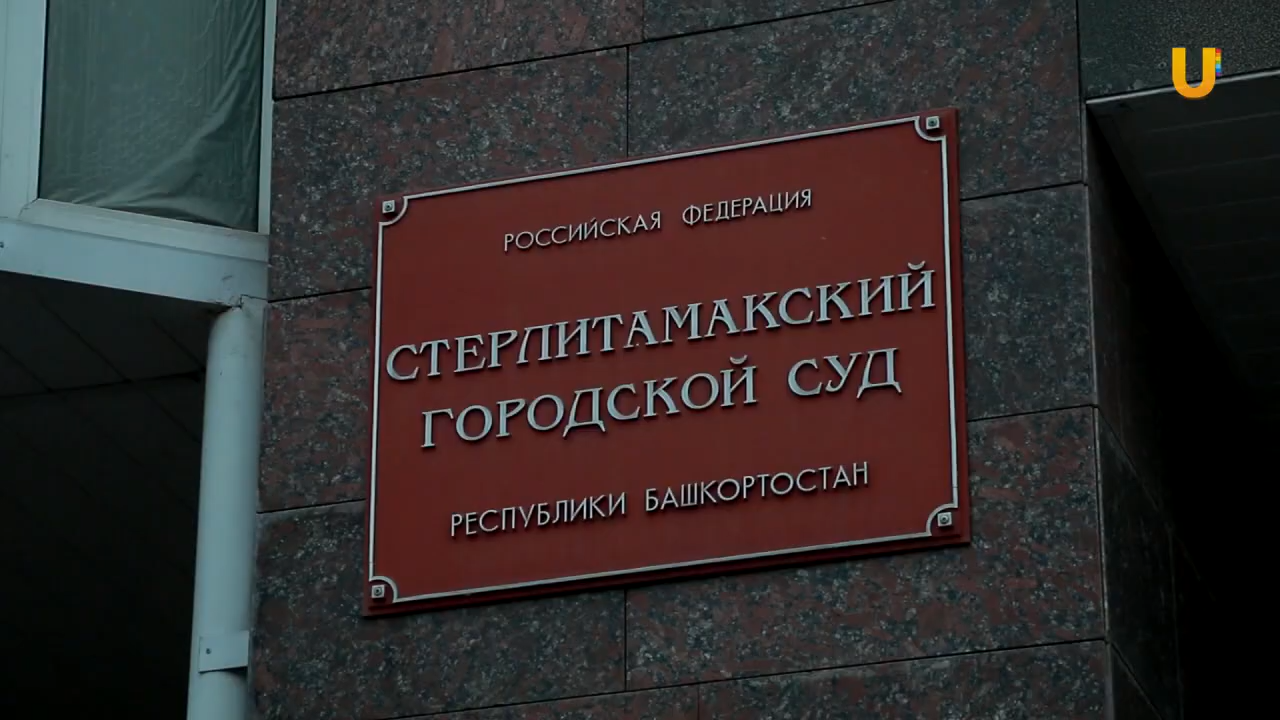 U
РОССИЙСКАЯ ФЕДЕРАЦИЯ
СТЕРЛИТАМАКСКИЙ
ГОРОДСКОЙ СУД
РЕСПУБЛИКИ БАШКОРТОСТАН